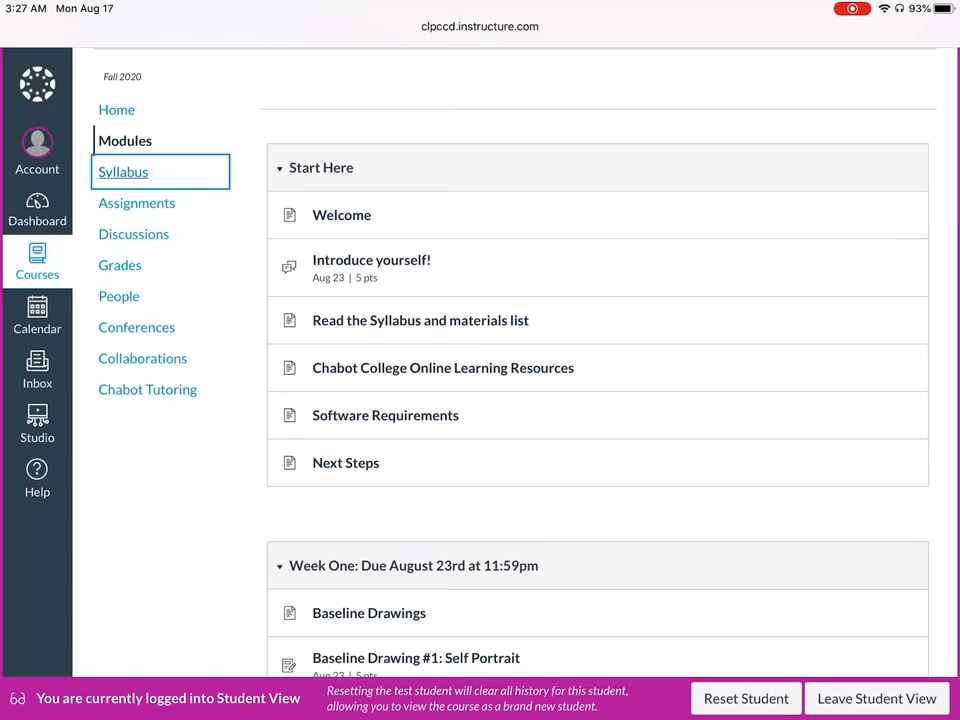 3:27 AM Mon Aug 17
93%
clpccd.instructure.com
Fall 2020
Home
Modules
Syllabus
Assignments
Discussions
Grades
People
Conferences
Collaborations
Chabot Tutoring
Account
Dashboard
Courses
Calendar
Inbox
Studio
Help
Start Here
Welcome
Introduce yourself!
Aug 23 | 5 pts
Read the Syllabus and materials list
Chabot College Online Learning Resources
Software Requirements
Next Steps
Week One: Due August 23rd at 11:59pm
Baseline Drawings
Baseline Drawing #1: Self Portrait
Aug 23 | 5 pts
You are currently logged into Student View
Resetting the test student will clear all history for this student,
allowing you to view the course as a brand new student.
Reset Student
Leave Student View